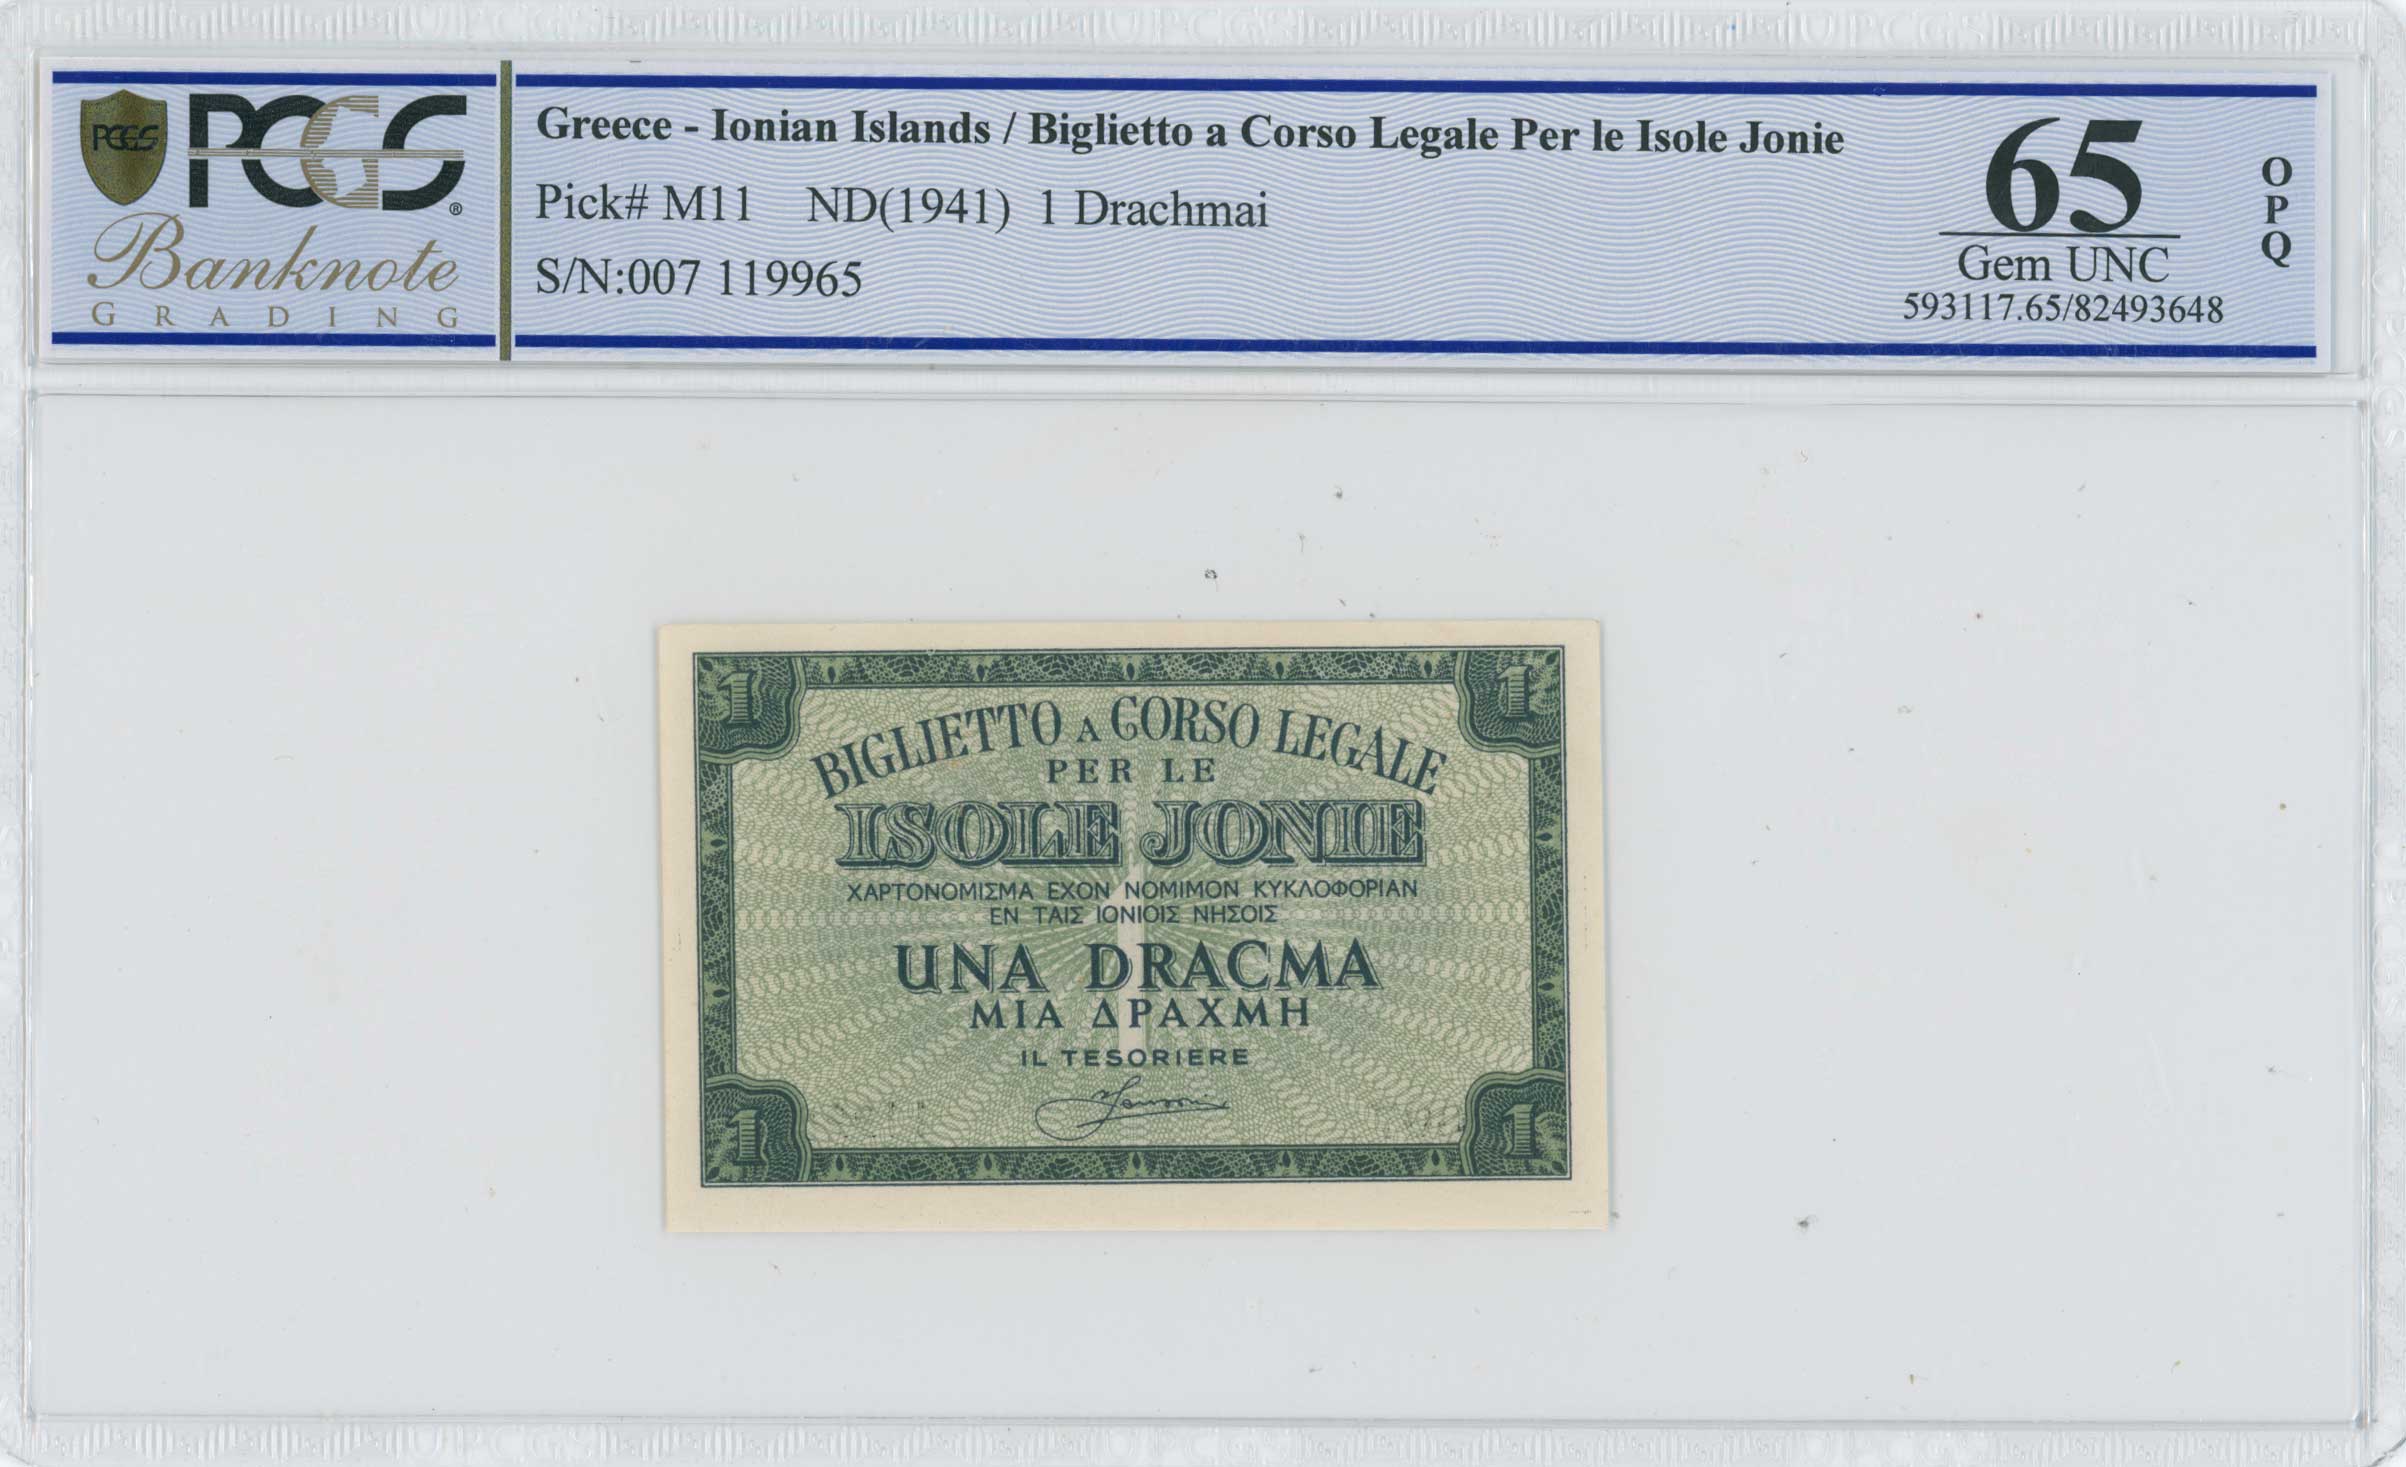 PCGS
PCGS®
Banknote
GRADING
Greece - Ionian Islands / Biglietto a Corso Legale Per le Isole Jonie
Pick# M11 ND(1941) 1 Drachmai
S/N:007 119965
65
Gem UNC
593117.65/82493648
OPQ
1 1
BIGLIETTO A CORSO LEGALE
PER LE
ISOLE JONIE
ΧΑΡΤΟΝΟΜΙΣΜΑ ΕΧΟΝ ΝΟΜΙΜΟΝ ΚΥΚΛΟΦΟΡΙΑΝ
ΕΝ ΤΑΙΣ ΙΟΝΙΟΙΣ ΝΗΣΟΙΣ
UNA DRACMA
ΜΙΑ ΔΡΑΧΜΗ
IL TESORIERE
1 1